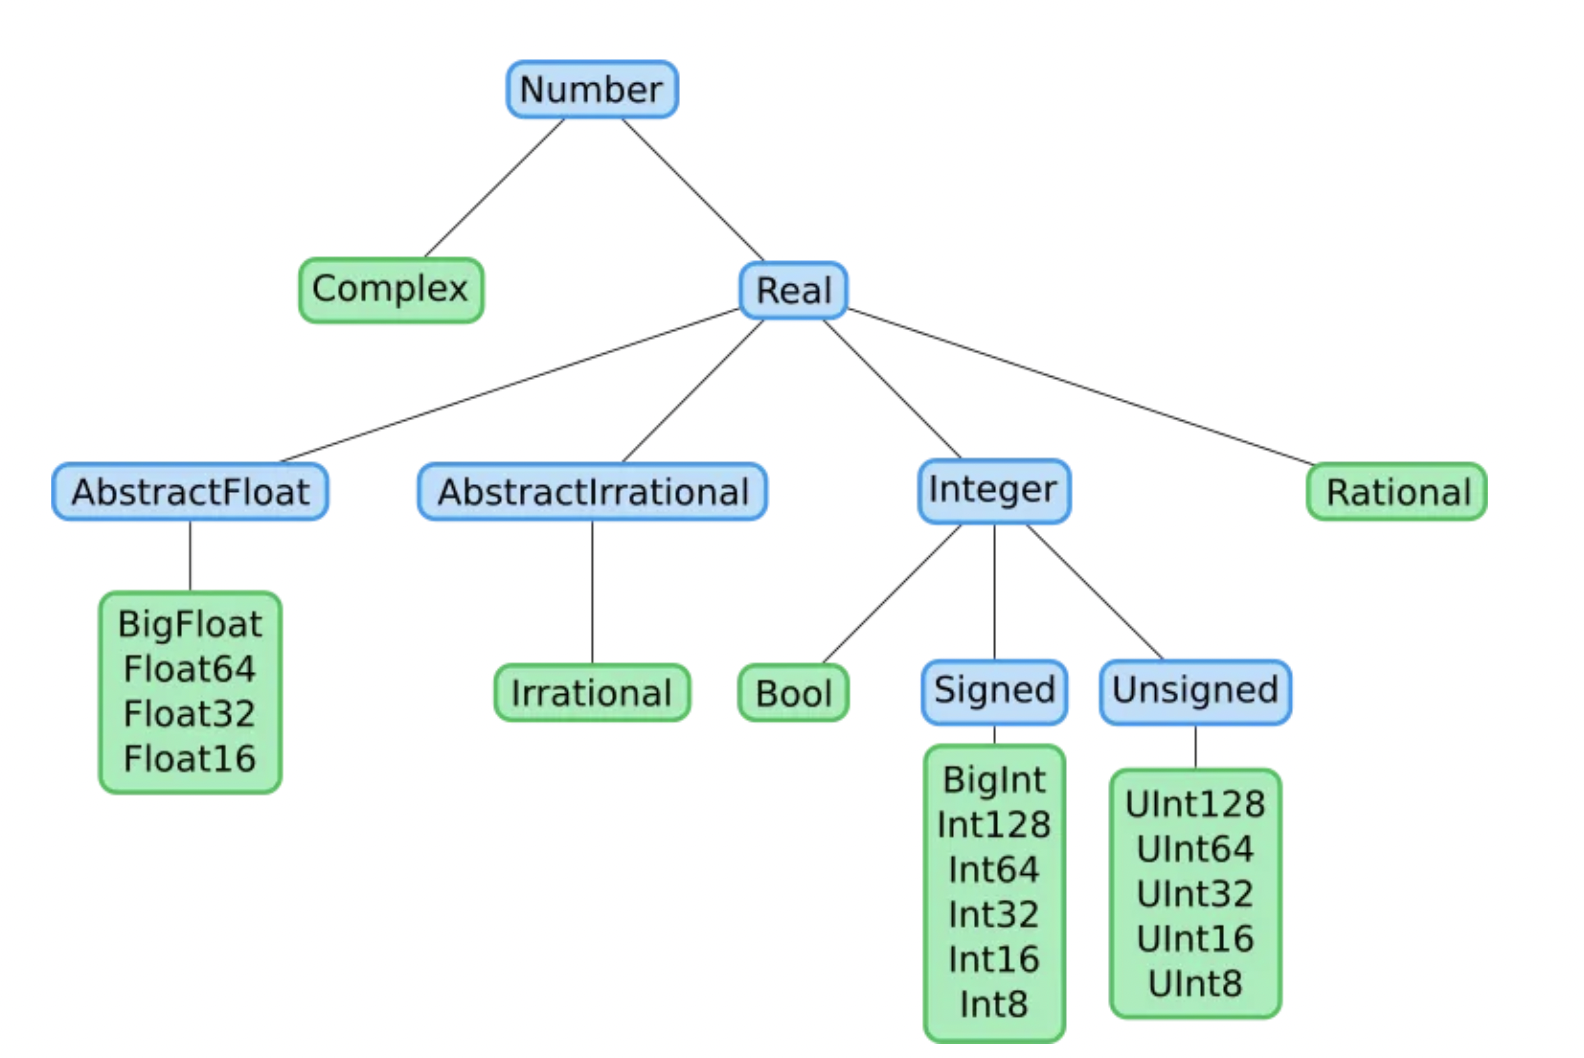 Number
Complex
Real
AbstractFloat
AbstractIrrational
Integer
Rational
BigFloat
Float64
Float32
Float16
Irrational
Bool
Signed
Unsigned
BigInt
Int128
Int64
Int32
Int16
Int8
UInt128
UInt64
UInt32
UInt16
UInt8